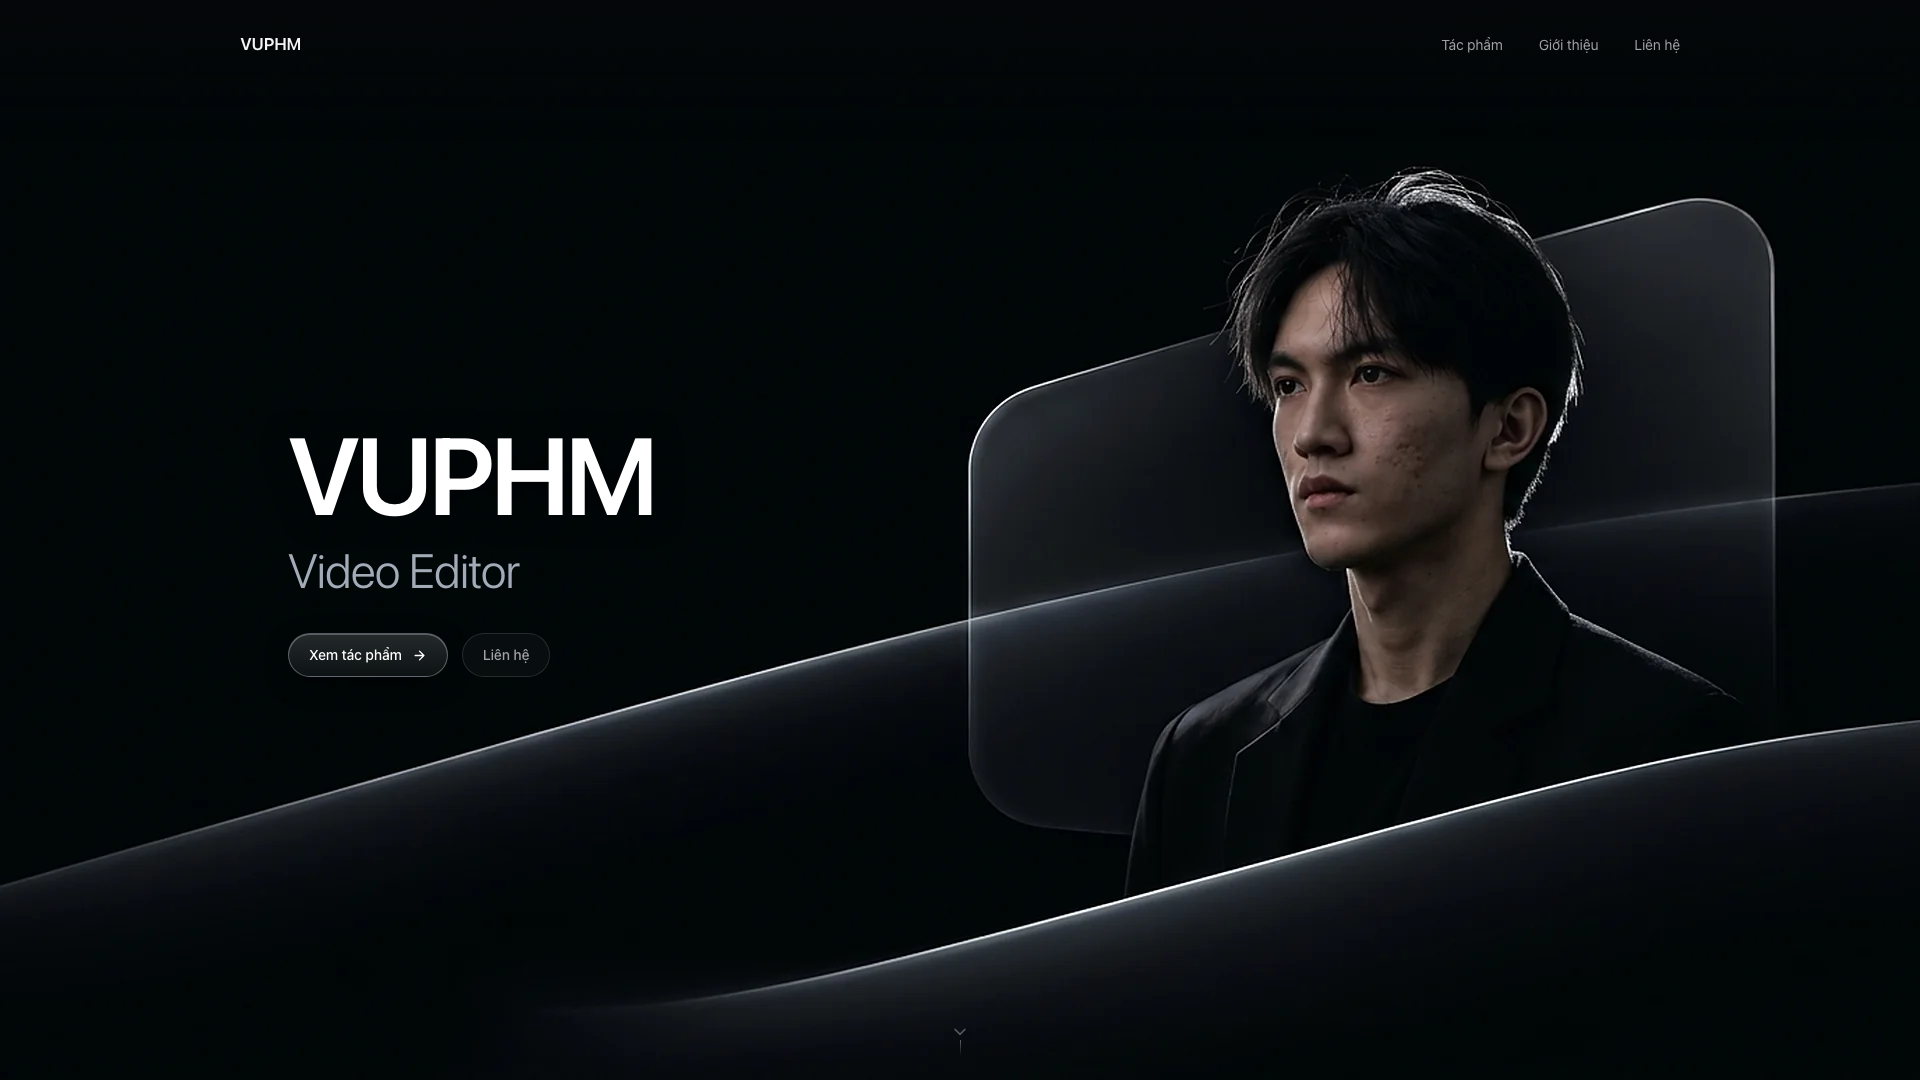 VUPHM
Tác phẩm
Giới thiệu
Liên hệ
VUPHM
Video Editor
Xem tác phẩm →
Liên hệ